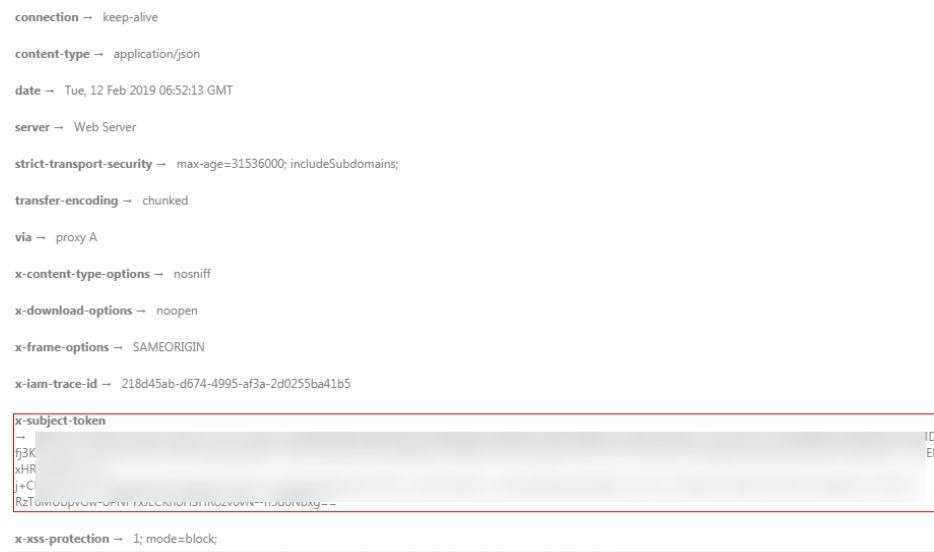 connection → keep-alive
content-type → application/json
date → Tue, 12 Feb 2019 06:52:13 GMT
server → Web Server
strict-transport-security → max-age=31536000; includeSubdomains;
transfer-encoding → chunked
via → proxy A
x-content-type-options → nosniff
x-download-options → noopen
x-frame-options → SAMEORIGIN
x-iam-trace-id → 218d45ab-d674-4995-af3a-2d0255ba41b5
x-subject-token
→
fj3K
xHR
x-xss-protection → 1; mode=block;